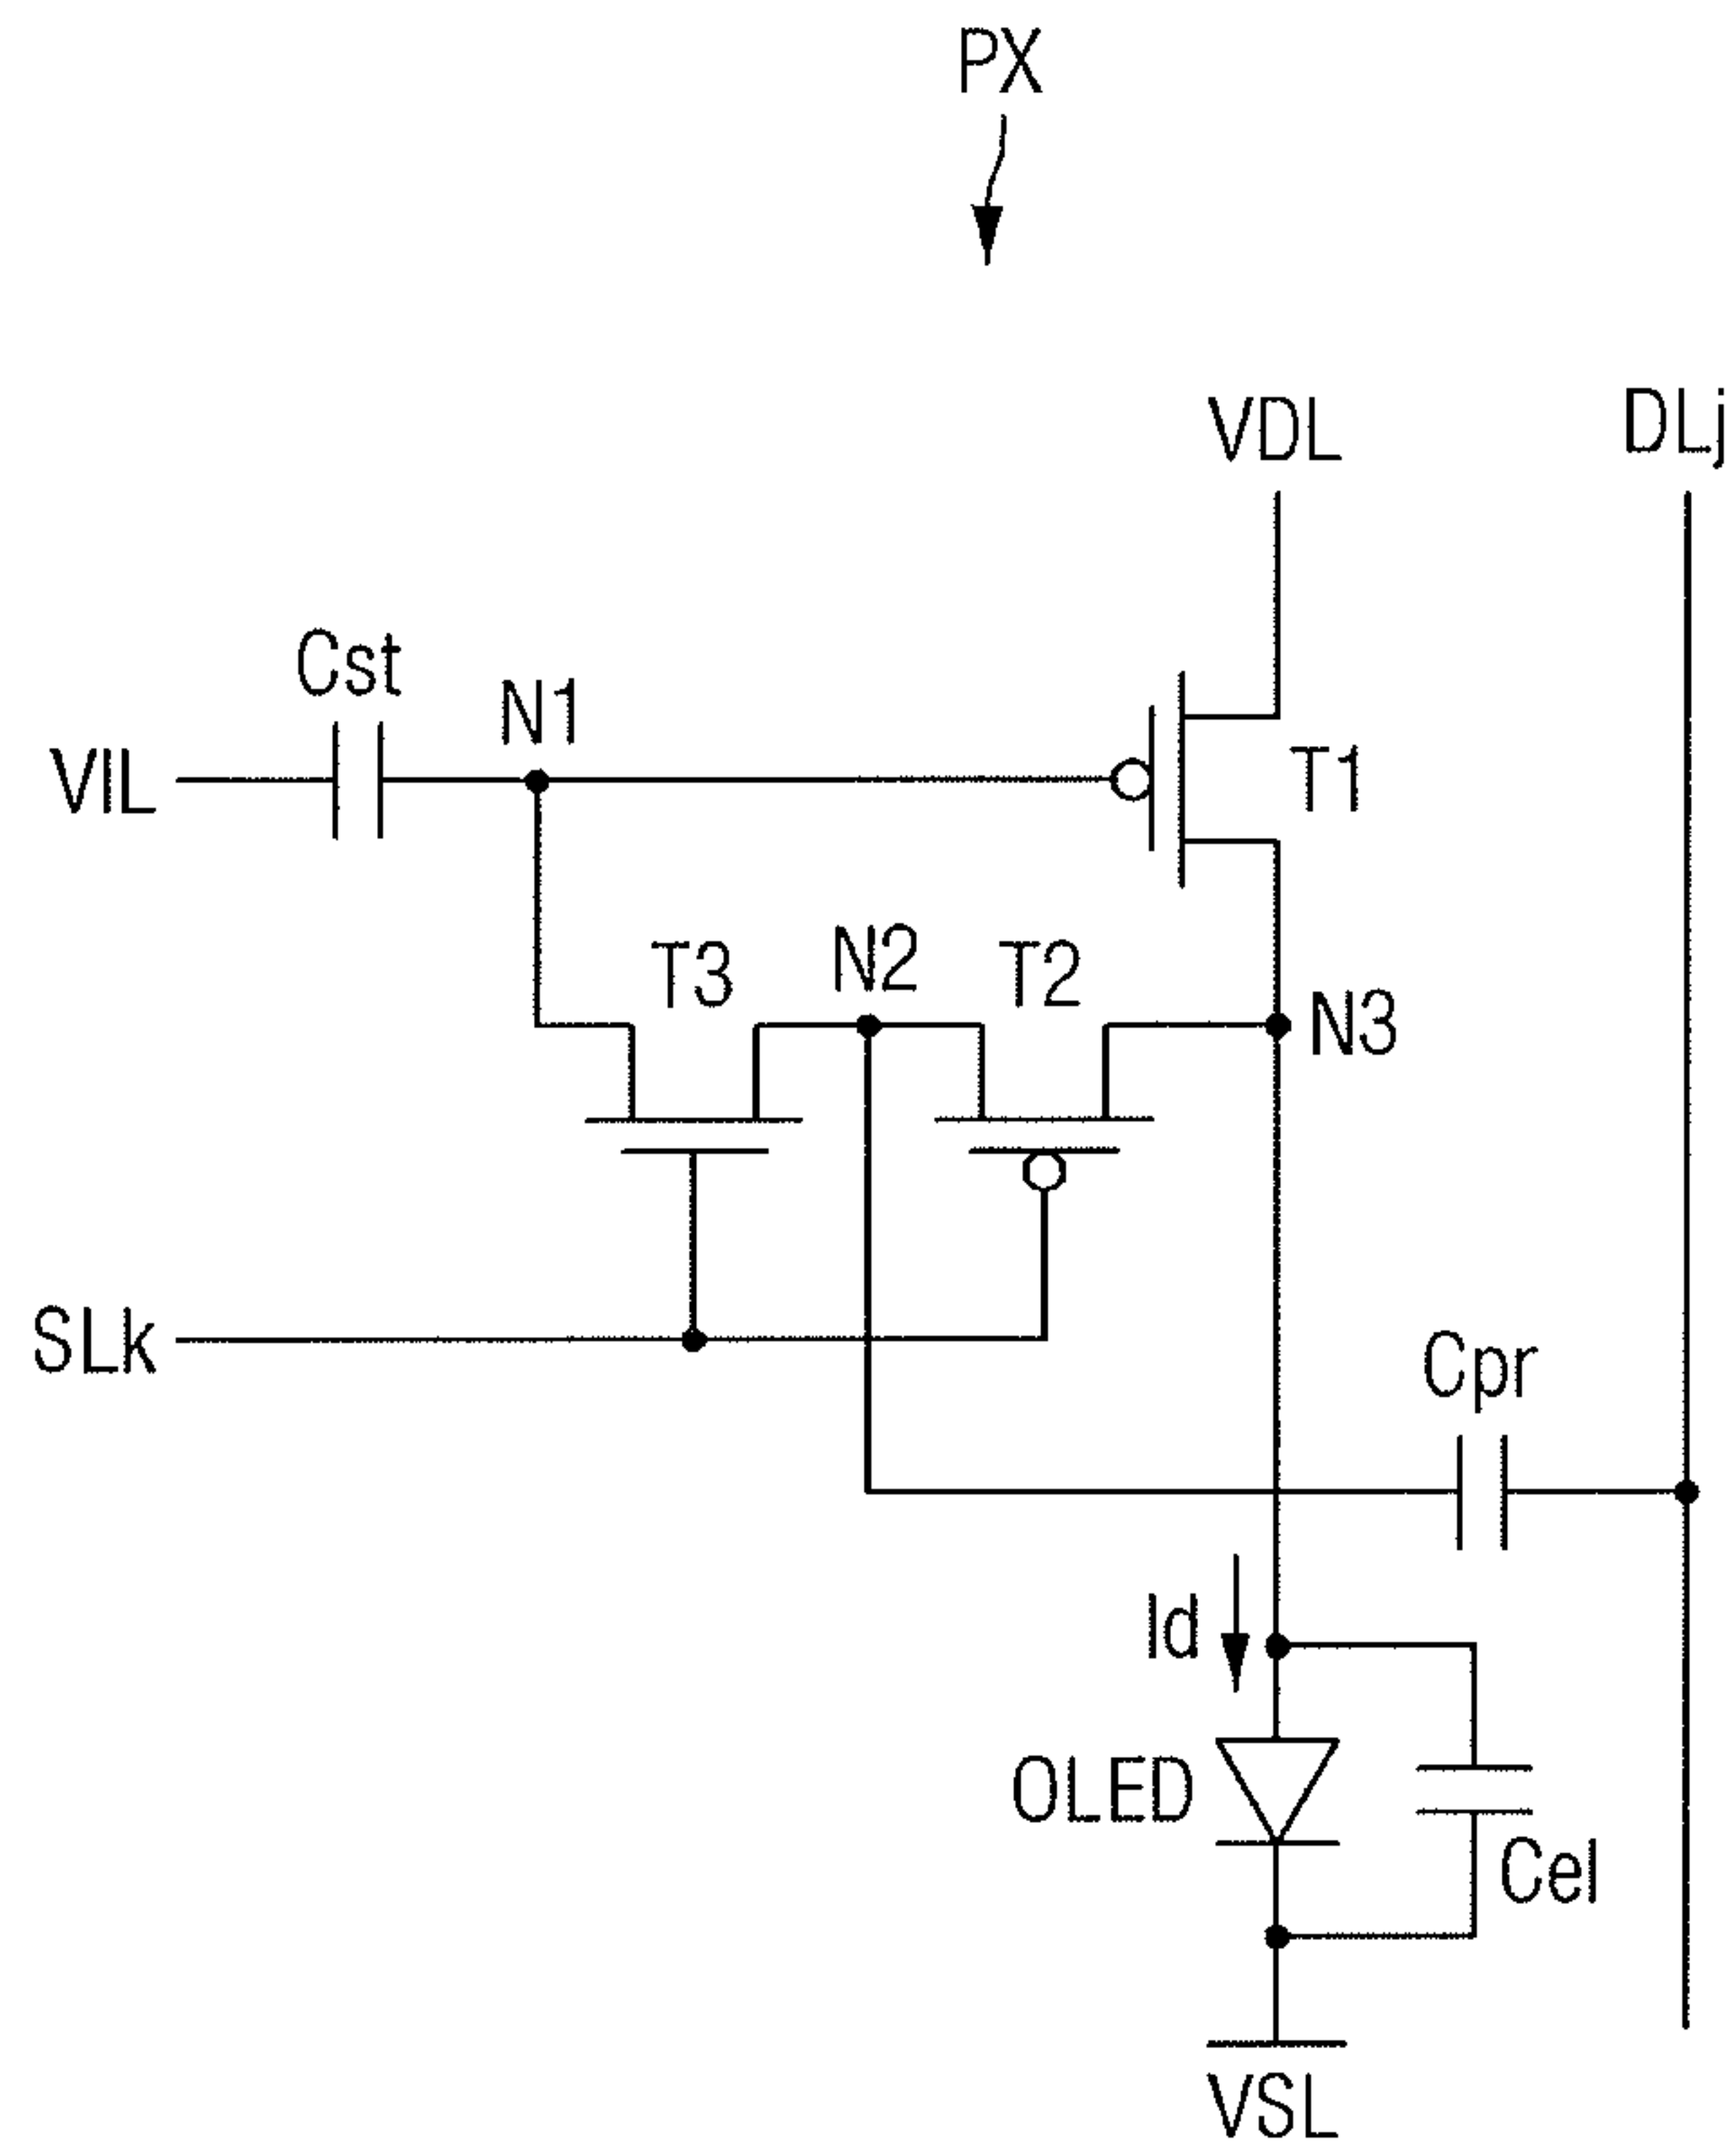 PX
VDL
DLj
Cst
N1
VIL
T1
T3
N2
T2
N3
SLk
Cpr
Id
OLED
Cel
VSL